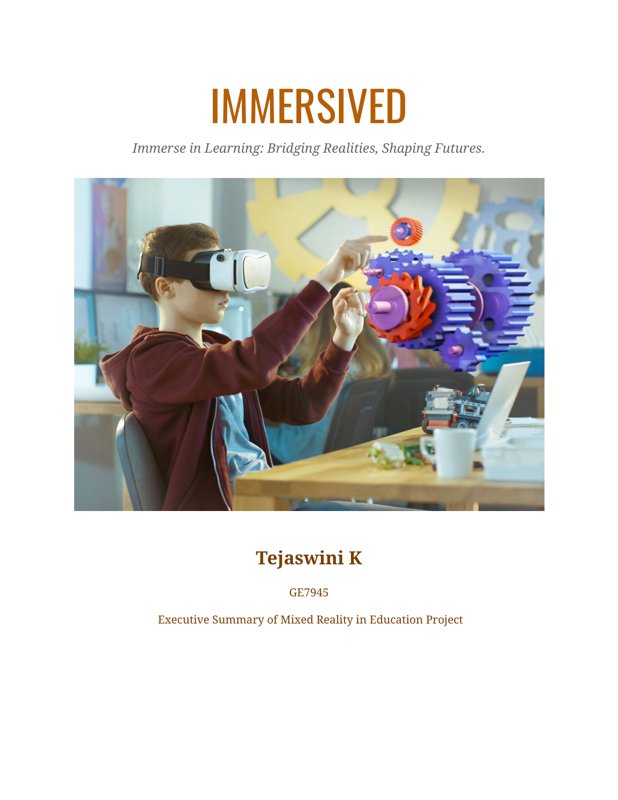 IMMERSIVED
Immerse in Learning: Bridging Realities, Shaping Futures.
Tejaswini K
GE7945
Executive Summary of Mixed Reality in Education Project